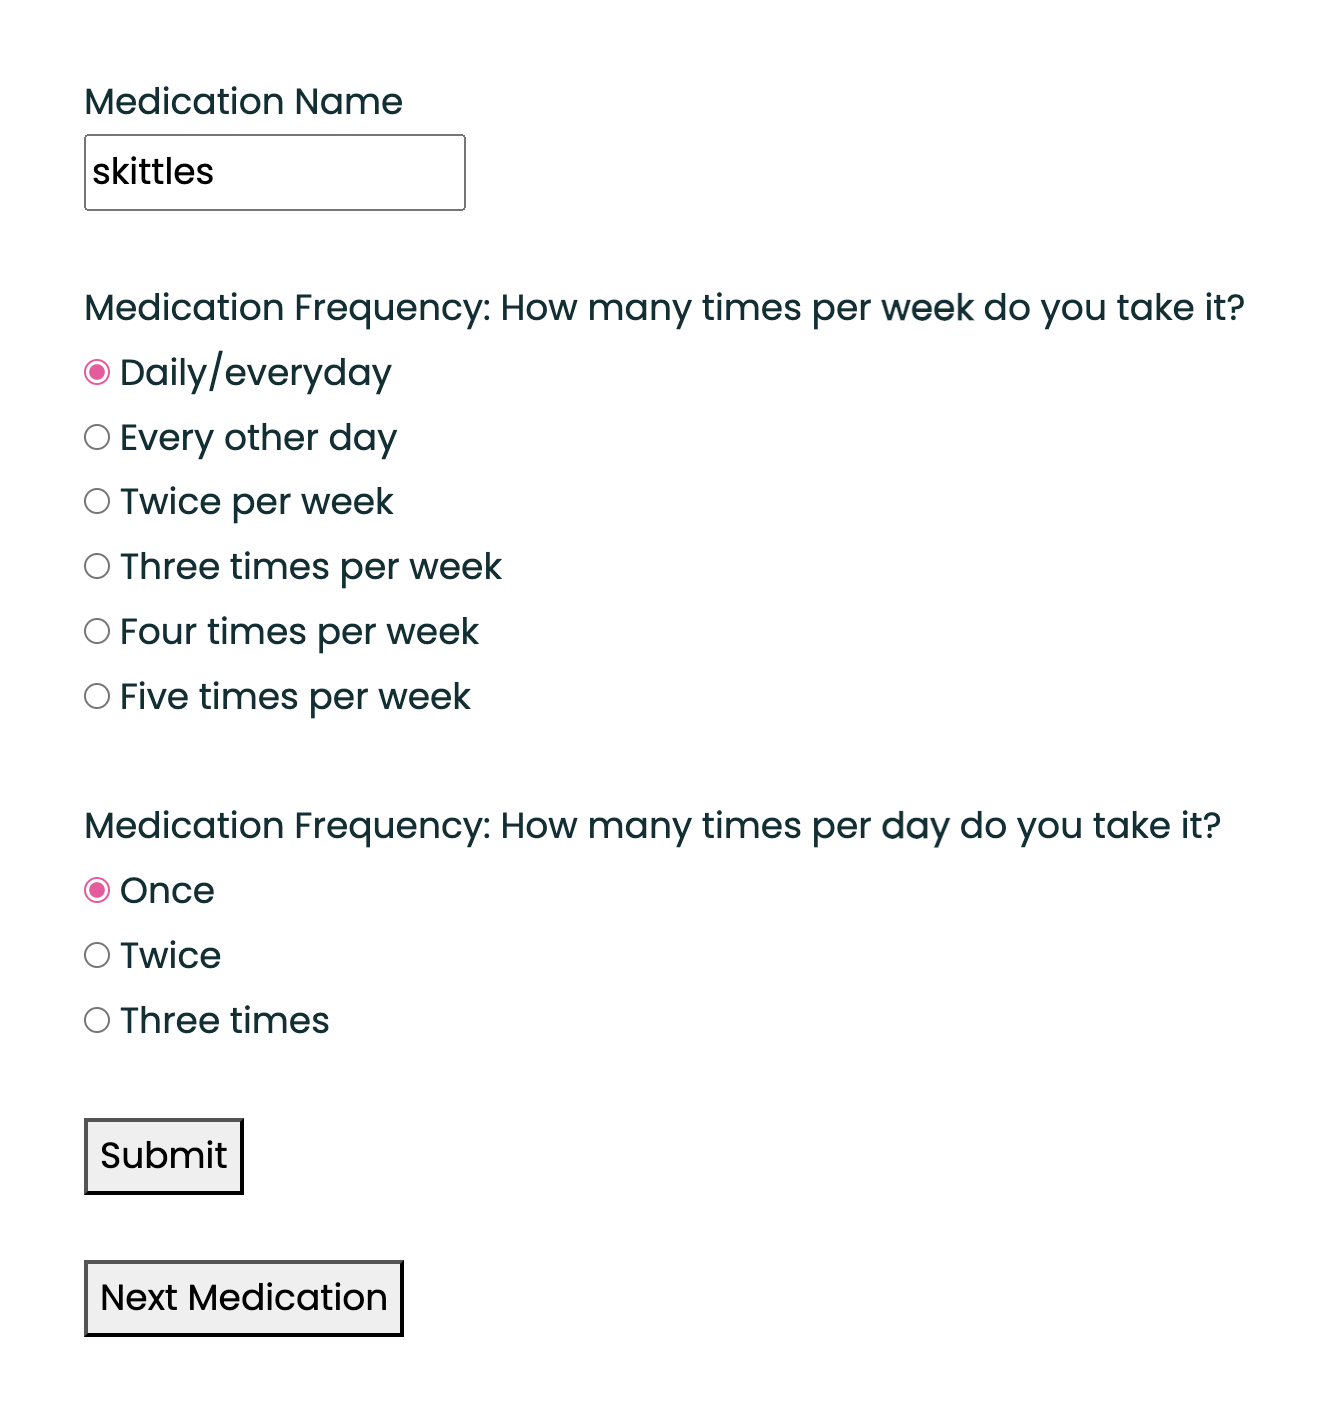 Medication Name
skittles
Medication Frequency: How many times per week do you take it?
Daily/everyday
Every other day
Twice per week
Three times per week
Four times per week
Five times per week
Medication Frequency: How many times per day do you take it?
Once
Twice
Three times
Submit
Next Medication